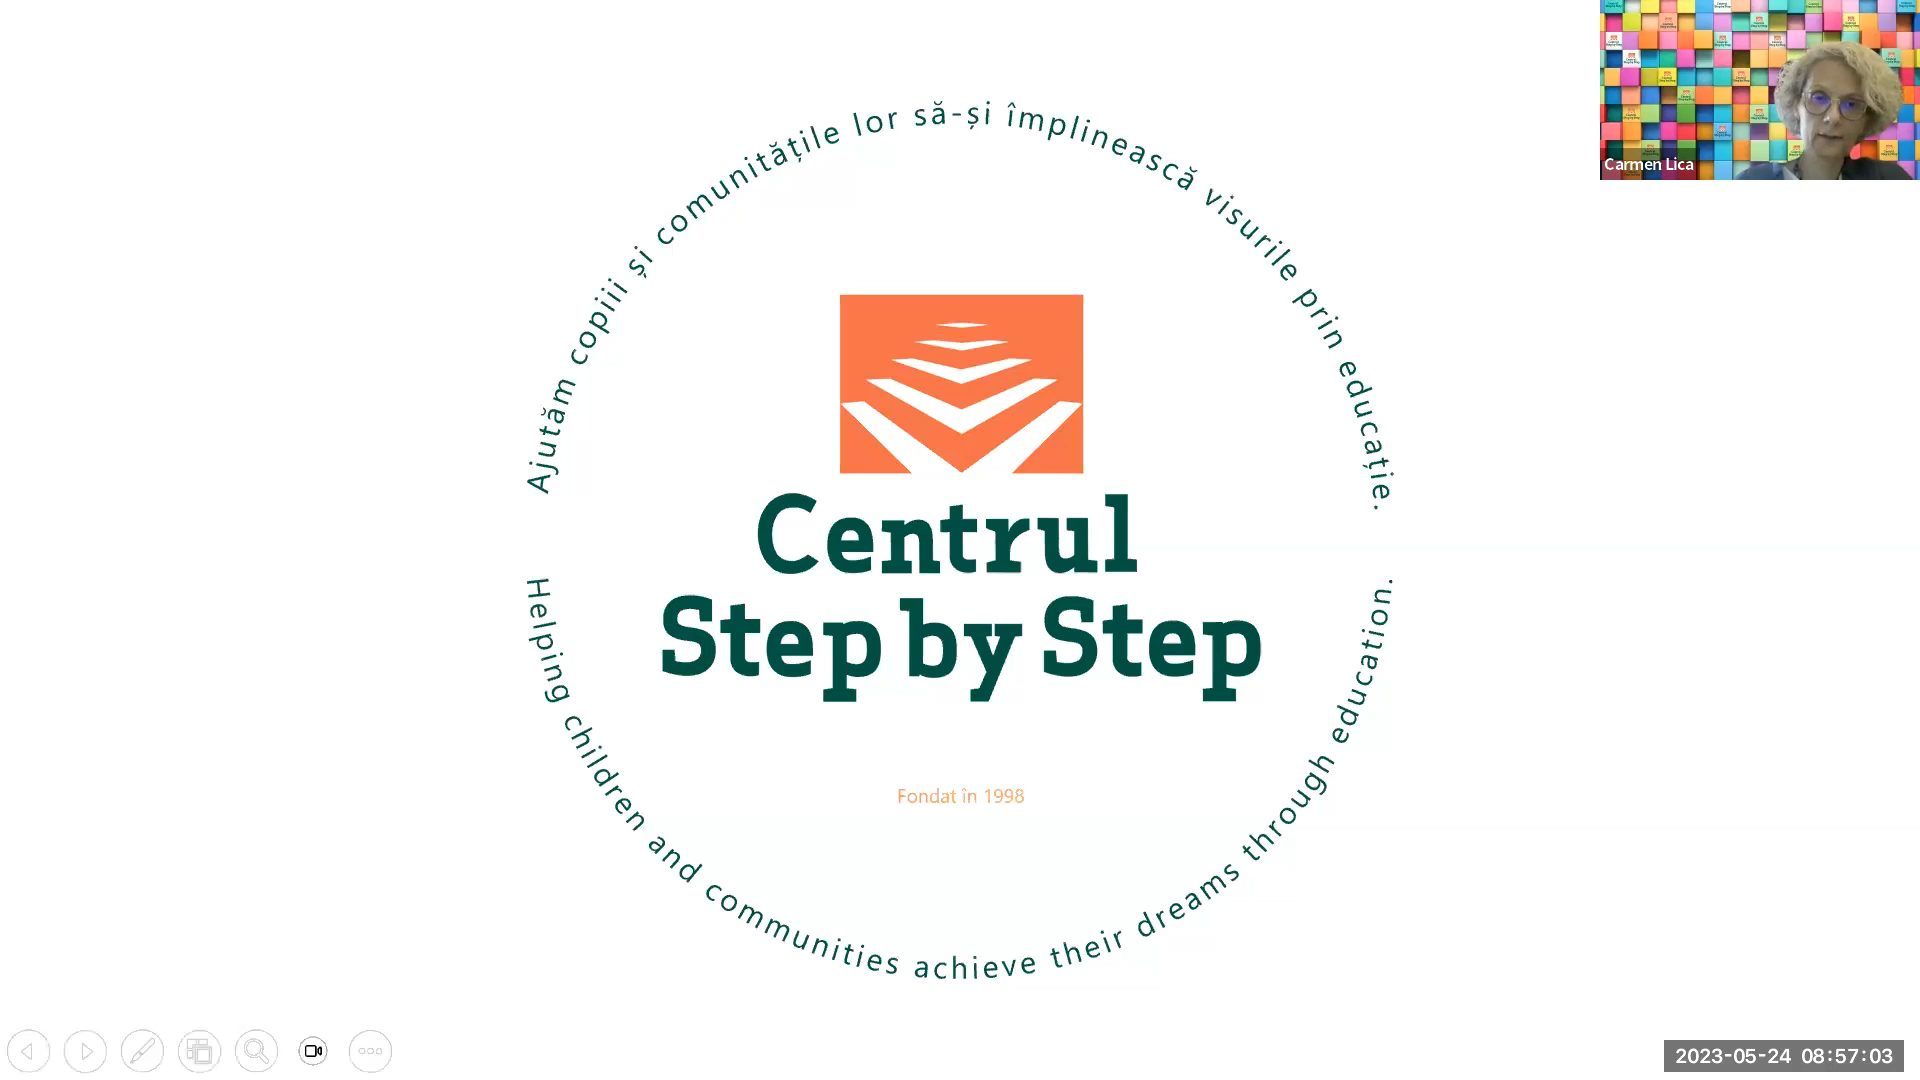 Carmen Lica
Ajutăm copiii și comunitățile lor să-și împlinească visurile prin educație.
Centrul
Step by Step
Fondat în 1998
Helping children and communities achieve their dreams through education.
2023-05-24 08:57:03